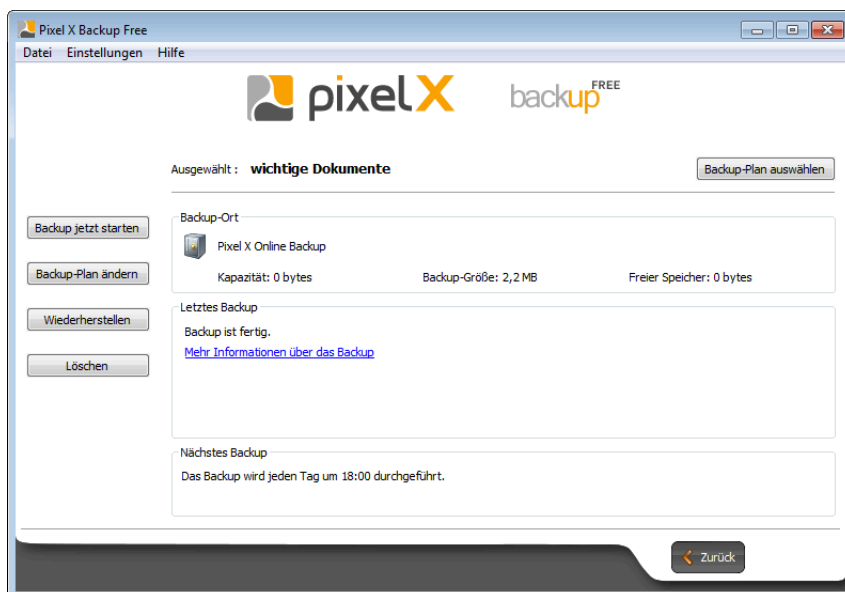 Pixel X Backup Free
Datei Einstellungen Hilfe
pixelX backup FREE
Ausgewählt : wichtige Dokumente Backup-Plan auswählen
Backup jetzt starten
Backup-Plan ändern
Wiederherstellen
Löschen
Backup-Ort
Pixel X Online Backup
Kapazität: 0 bytes Backup-Größe: 2,2 MB Freier Speicher: 0 bytes
Letztes Backup
Backup ist fertig.
Mehr Informationen über das Backup
Nächstes Backup
Das Backup wird jeden Tag um 18:00 durchgeführt.
Zurück